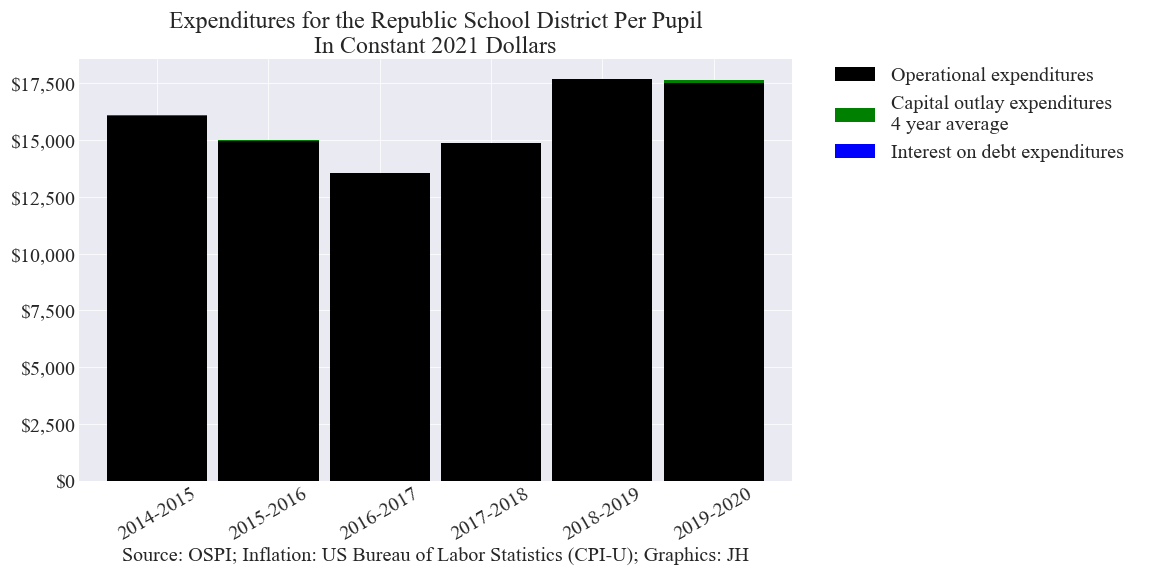 Expenditures for the Republic School District Per Pupil
In Constant 2021 Dollars
$17,500
$15,000
$12,500
$10,000
$7,500
$5,000
$2,500
$0
2014-2015
2015-2016
2016-2017
2017-2018
2018-2019
2019-2020
Source: OSPI; Inflation: US Bureau of Labor Statistics (CPI-U); Graphics: JH
Operational expenditures
Capital outlay expenditures
4 year average
Interest on debt expenditures